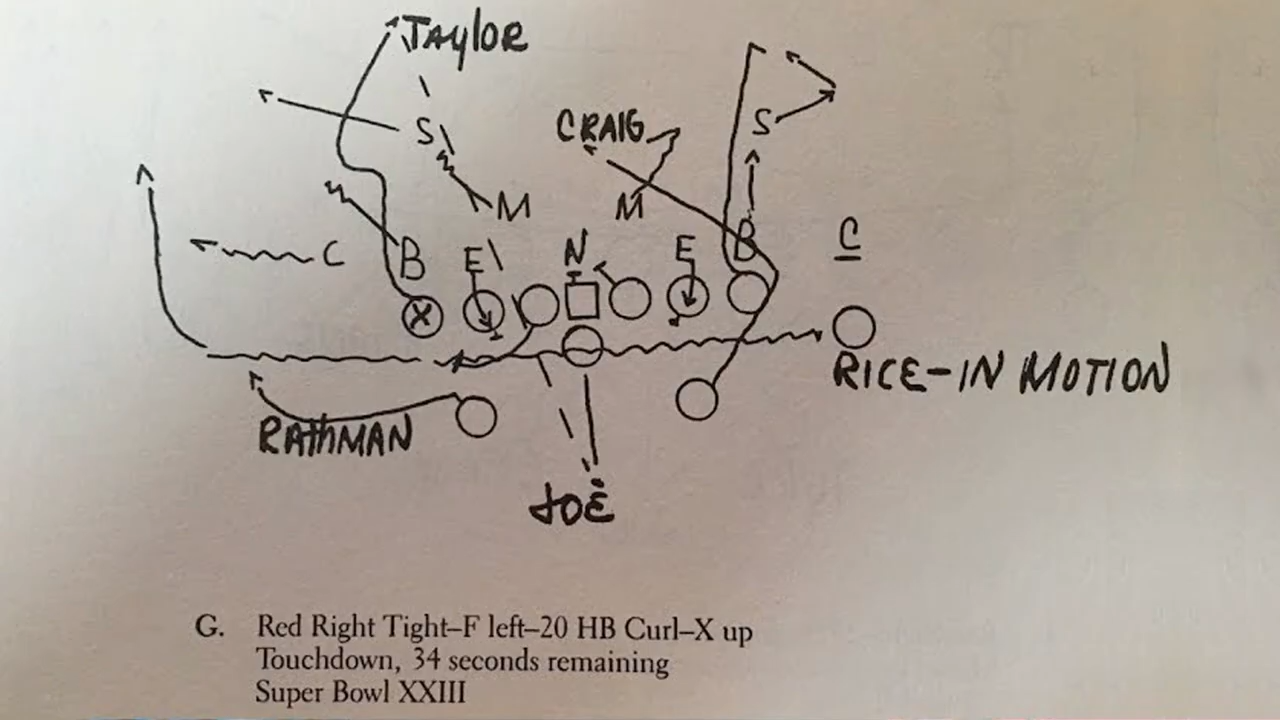 TAylOR
S
CRAIG
S
M
M
C
B
E
N
E
B
C
X
RICE-IN MOTION
RAThMAN
JOE
G. Red Right Tight–F left–20 HB Curl–X up
Touchdown, 34 seconds remaining
Super Bowl XXIII